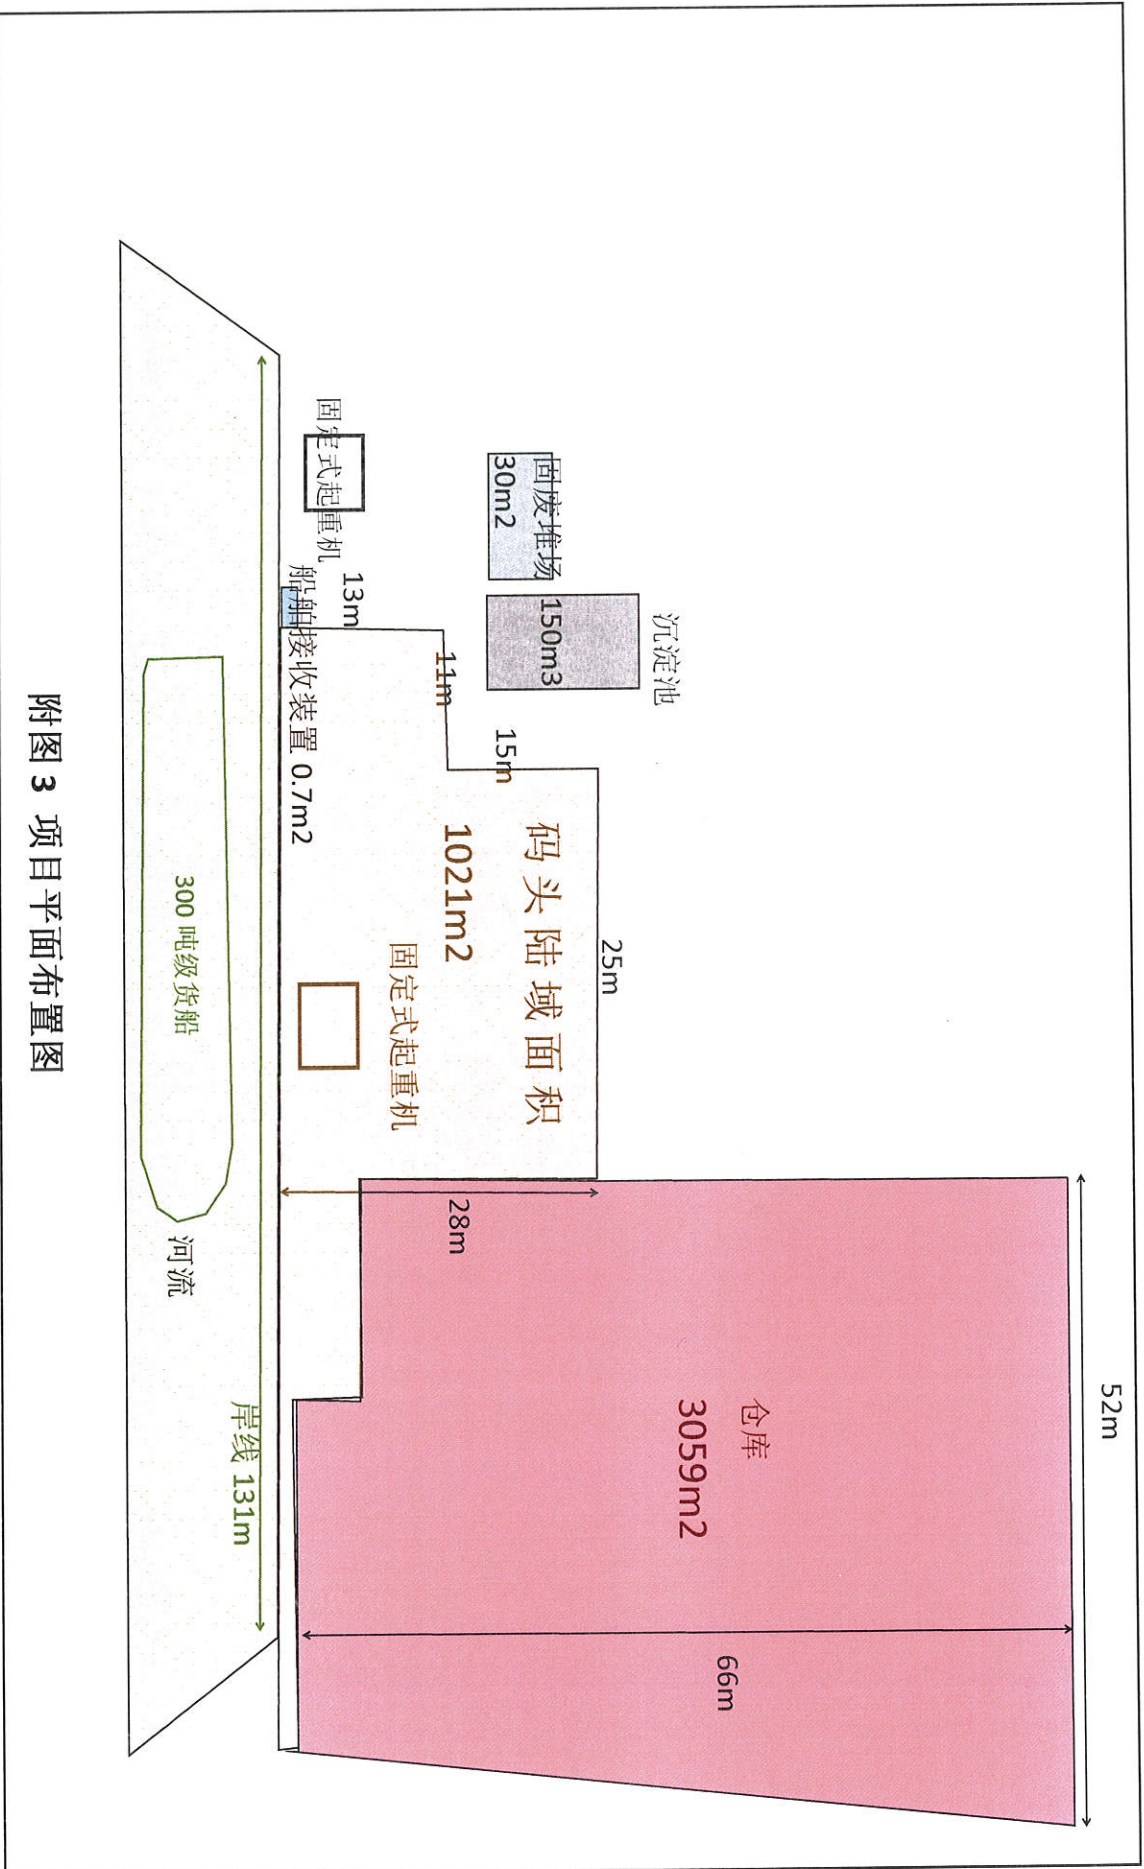 52m
66m
仓库
3059m2
28m
25m
沉淀池
150m3
固废堆场
30m2
15m
11m
13m
码头陆域面积
1021m2
固定式起重机
固定式起重机
船舶接收装置 0.7m2
岸线 131m
300 吨级货船
河流
附图 3 项目平面布置图